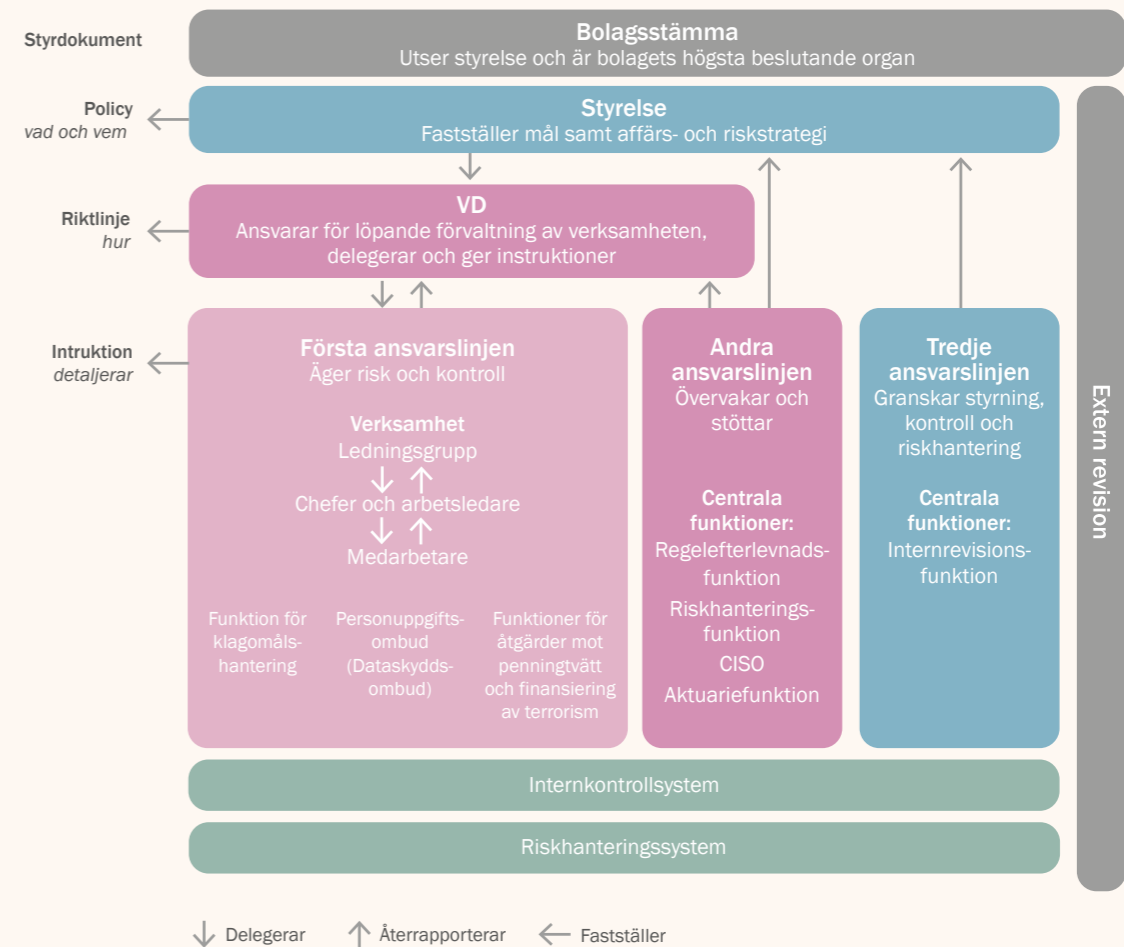 Styrdokument
Bolagsstämma
Utser styrelse och är bolagets högsta beslutande organ
Policy
vad och vem
Styrelse
Fastställer mål samt affärs- och riskstrategi
Riktlinje
hur
VD
Ansvarar för löpande förvaltning av verksamheten,
delegerar och ger instruktioner
Intruktion
detaljerar
Första ansvarslinjen
Äger risk och kontroll
Verksamhet
Ledningsgrupp
Chefer och arbetsledare
Medarbetare
Funktion för
klagomåls-
hantering
Personuppgifts-
ombud
(Dataskydds-
ombud)
Funktioner för
åtgärder mot
penningtvätt
och finansiering
av terrorism
Andra
ansvarslinjen
Övervakar och
stöttar
Centrala
funktioner:
Regelefterlevnads-
funktion
Riskhanterings-
funktion
CISO
Aktuariefunktion
Tredje
ansvarslinjen
Granskar styrning,
kontroll och
riskhantering
Centrala
funktioner:
Internrevisions-
funktion
Extern revision
Internkontrollsystem
Riskhanteringssystem
Delegerar
Återrapporterar
Fastställer